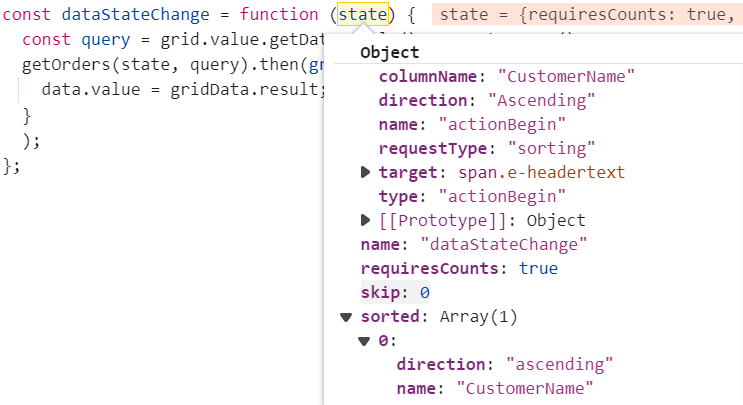 const dataStateChange = function (state) { state = {requiresCounts: true,
const query = grid.value.getDat
getOrders(state, query).then(gr
data.value = gridData.result;
}
);
};
Object
columnName: "CustomerName"
direction: "Ascending"
name: "actionBegin"
requestType: "sorting"
target: span.e-headertext
type: "actionBegin"
[[Prototype]]: Object
name: "dataStateChange"
requiresCounts: true
skip: 0
sorted: Array(1)
0:
direction: "ascending"
name: "CustomerName"